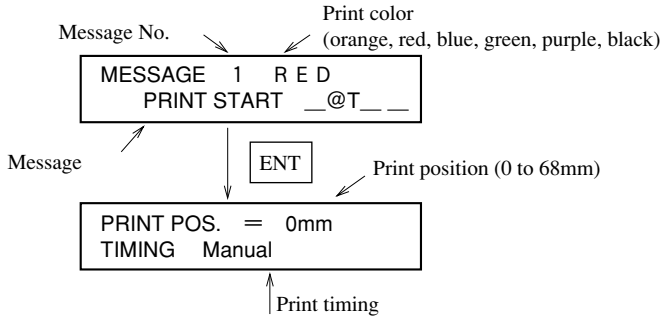 Message No.
Print color
(orange, red, blue, green, purple, black)
MESSAGE 1 R E D
PRINT START __@T__ __
Message
ENT
Print position (0 to 68mm)
PRINT POS. = 0mm
TIMING Manual
Print timing